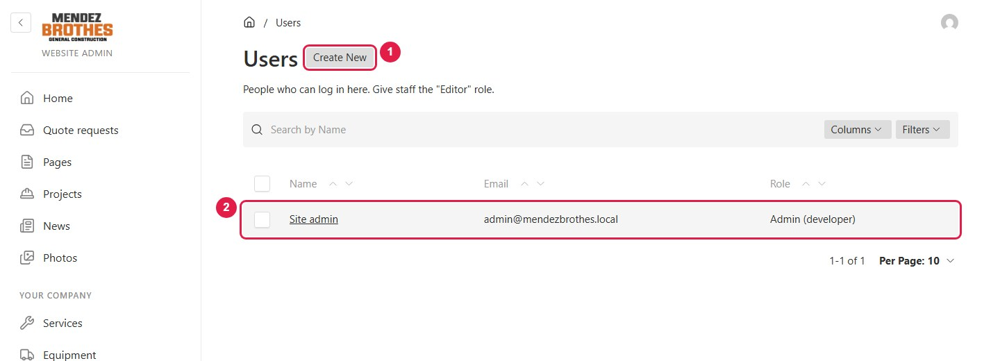 MENDEZ
BROTHES
GENERAL CONSTRUCTION
WEBSITE ADMIN
Home
Quote requests
Pages
Projects
News
Photos
YOUR COMPANY
Services
Equipment
/ Users
Users Create New 1
People who can log in here. Give staff the "Editor" role.
Search by Name Columns Filters
Name Email Role
2
Site admin admin@mendezbrothes.local Admin (developer)
1-1 of 1 Per Page: 10